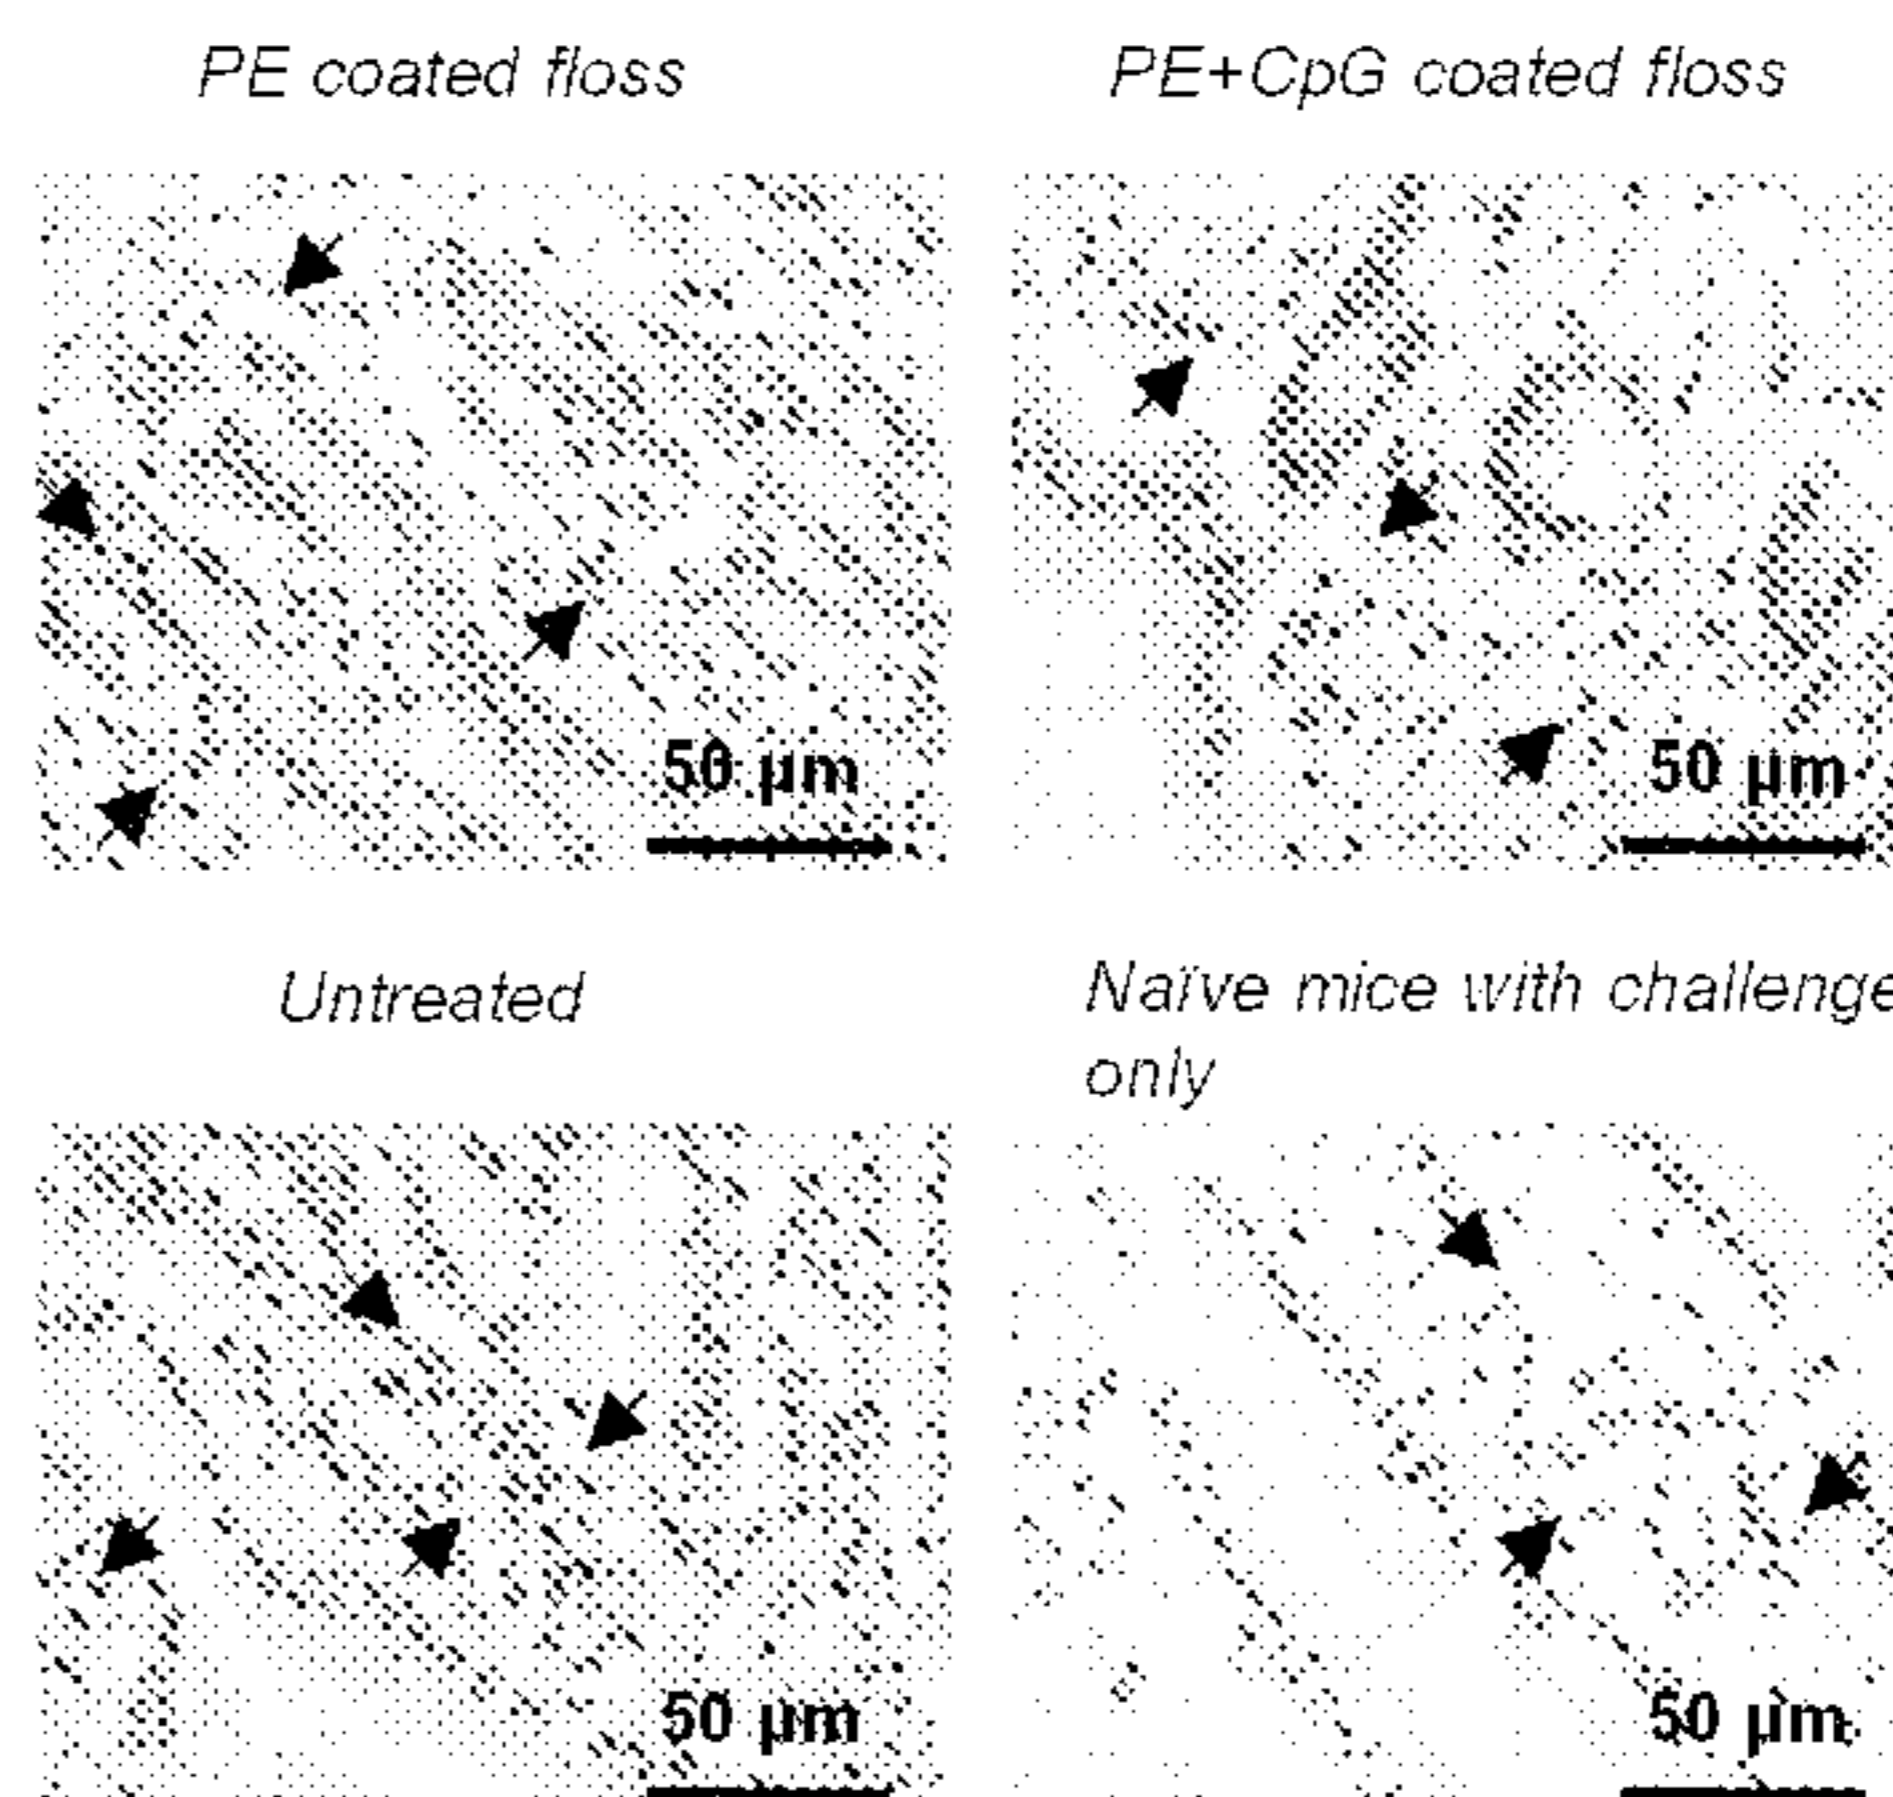 PE coated floss
PE+CpG coated floss
50 µm
50 µm
Untreated
Naïve mice with challenge
only
50 µm
50 µm